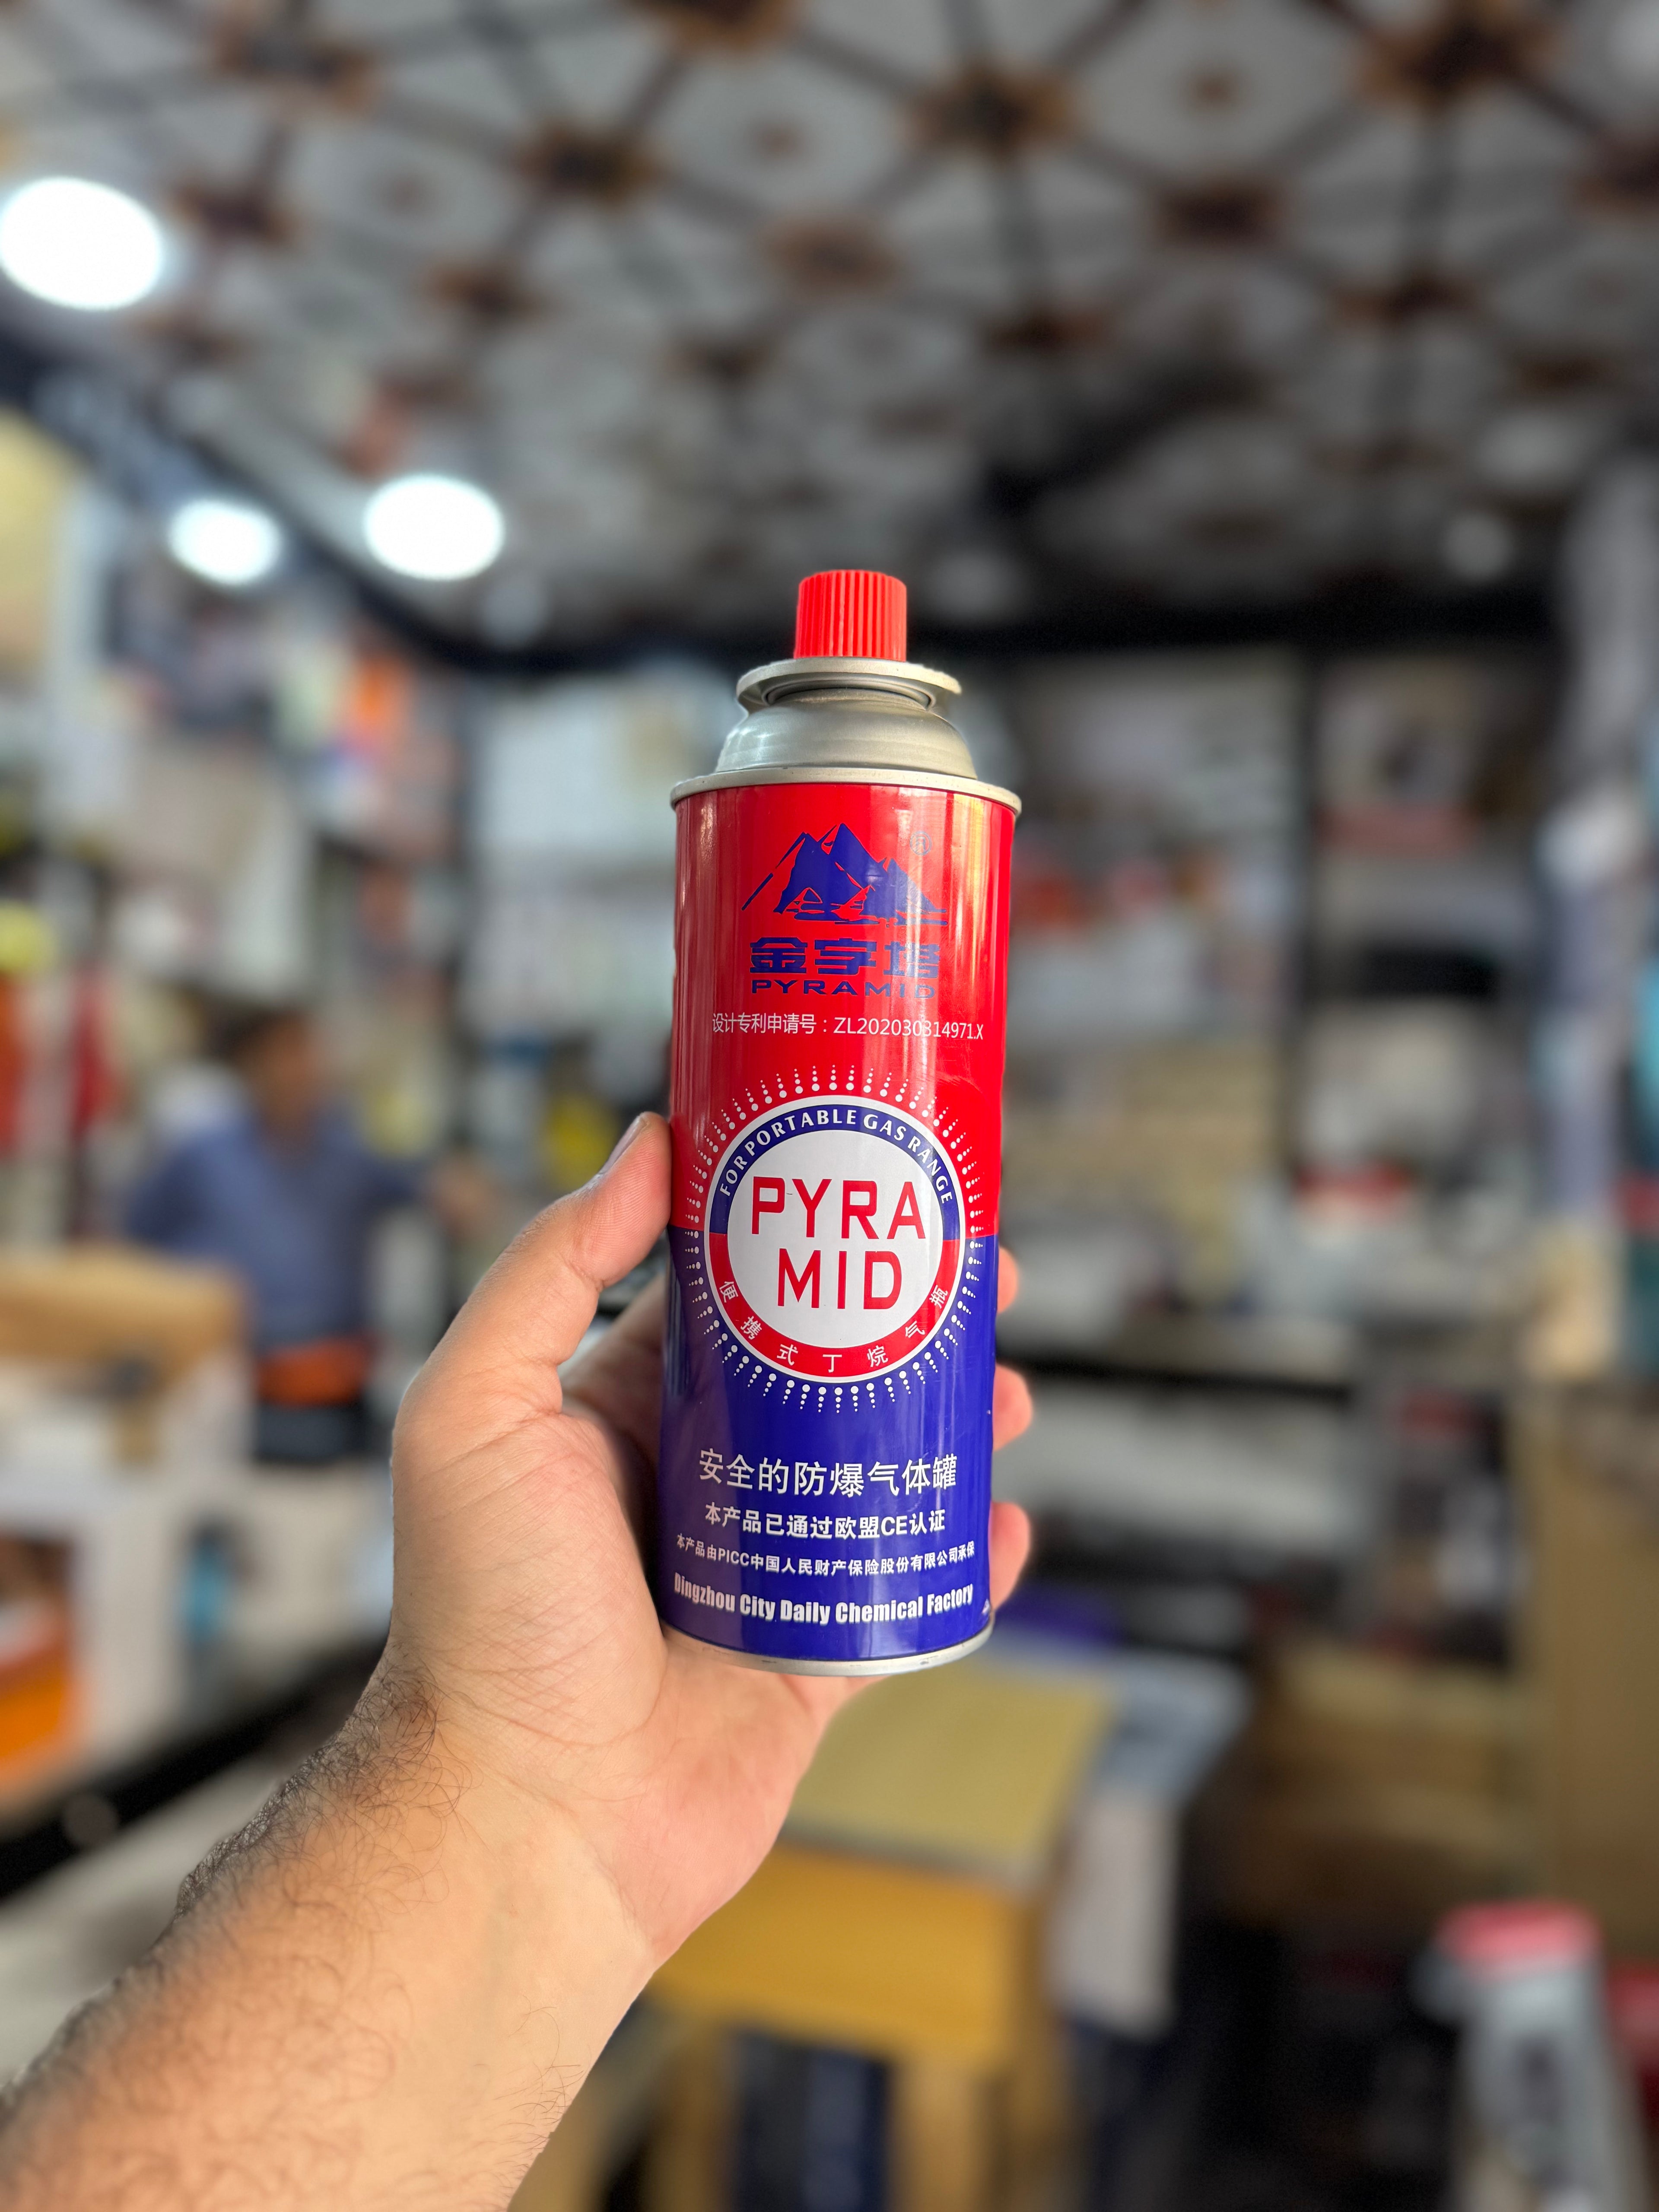 金字塔
PYRAMID
设计专利申请号：ZL202030314971.X
FOR PORTABLE GAS RANGE
PYRA
MID
便携式丁烷气瓶
安全的防爆气体罐
本产品已通过欧盟CE认证
本产品由PICC中国人民财产保险股份有限公司承保
Dingzhou City Daily Chemical Factory